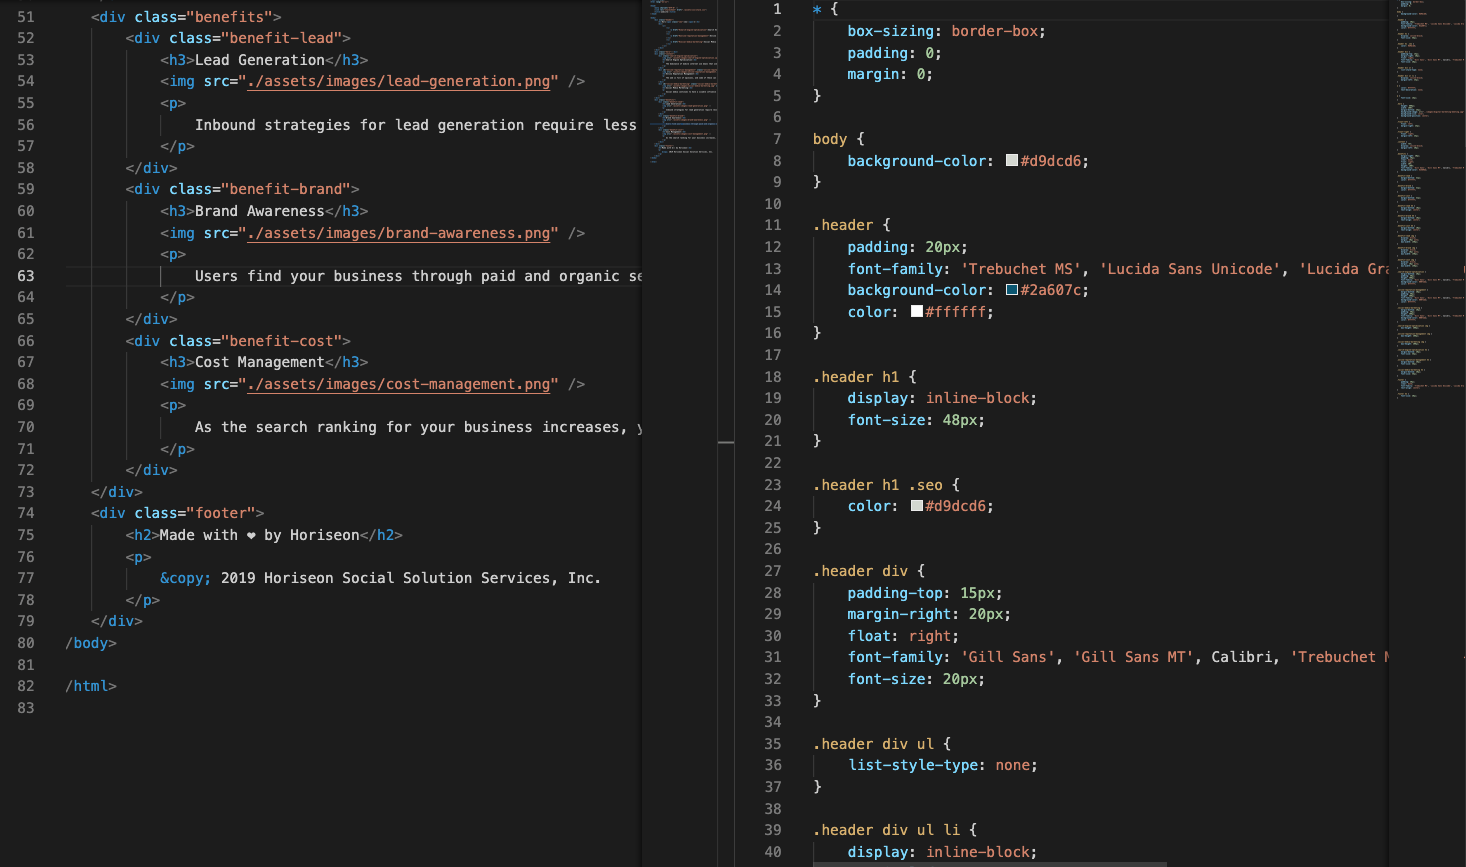 51 <div class="benefits">
52 <div class="benefit-lead">
53 <h3>Lead Generation</h3>
54 <img src="./assets/images/lead-generation.png" />
55 <p>
56 Inbound strategies for lead generation require less
57 </p>
58 </div>
59 <div class="benefit-brand">
60 <h3>Brand Awareness</h3>
61 <img src="./assets/images/brand-awareness.png" />
62 <p>
63 Users find your business through paid and organic se
64 </p>
65 </div>
66 <div class="benefit-cost">
67 <h3>Cost Management</h3>
68 <img src="./assets/images/cost-management.png" />
69 <p>
70 As the search ranking for your business increases, y
71 </p>
72 </div>
73 </div>
74 <div class="footer">
75 <h2>Made with ❤ by Horiseon</h2>
76 <p>
77 &copy; 2019 Horiseon Social Solution Services, Inc.
78 </p>
79 </div>
80 /body>
81
82 /html>
83
1 * {
2 box-sizing: border-box;
3 padding: 0;
4 margin: 0;
5 }
6
7 body {
8 background-color: #d9dcd6;
9 }
10
11 .header {
12 padding: 20px;
13 font-family: 'Trebuchet MS', 'Lucida Sans Unicode', 'Lucida Gra
14 background-color: #2a607c;
15 color: #ffffff;
16 }
17
18 .header h1 {
19 display: inline-block;
20 font-size: 48px;
21 }
22
23 .header h1 .seo {
24 color: #d9dcd6;
25 }
26
27 .header div {
28 padding-top: 15px;
29 margin-right: 20px;
30 float: right;
31 font-family: 'Gill Sans', 'Gill Sans MT', Calibri, 'Trebuchet M
32 font-size: 20px;
33 }
34
35 .header div ul {
36 list-style-type: none;
37 }
38
39 .header div ul li {
40 display: inline-block;